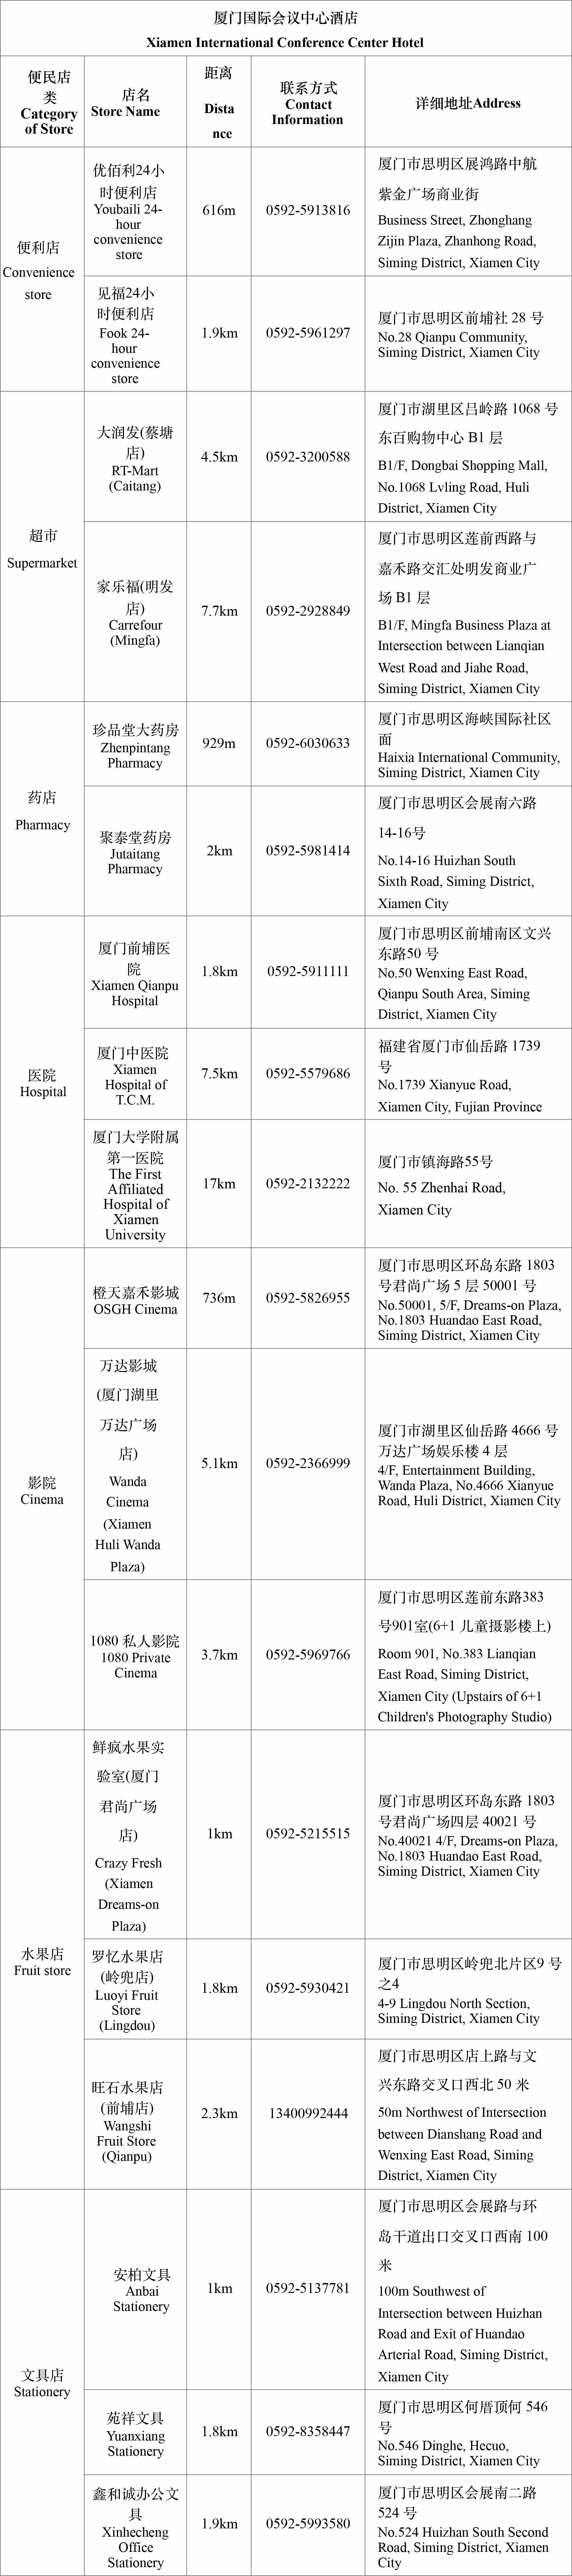 厦门国际会议中心酒店
Xiamen International Conference Center Hotel
便民店
类
Category
of Store
店名
Store Name
距离
Dista
nce
联系方式
Contact
Information
详细地址Address
便利店
Convenience
store
优佰利24小
时便利店
Youbaili 24-
hour
convenience
store
616m
0592-5913816
厦门市思明区展鸿路中航
紫金广场商业街
Business Street, Zhonghang
Zijin Plaza, Zhanhong Road,
Siming District, Xiamen City
见福24小
时便利店
Fook 24-
hour
convenience
store
1.9km
0592-5961297
厦门市思明区前埔社 28 号
No.28 Qianpu Community,
Siming District, Xiamen City
超市
Supermarket
大润发(蔡塘
店)
RT-Mart
(Caitang)
4.5km
0592-3200588
厦门市湖里区吕岭路 1068 号
东百购物中心 B1 层
B1/F, Dongbai Shopping Mall,
No.1068 Lvling Road, Huli
District, Xiamen City
家乐福(明发
店)
Carrefour
(Mingfa)
7.7km
0592-2928849
厦门市思明区莲前西路与
嘉禾路交汇处明发商业广
场 B1 层
B1/F, Mingfa Business Plaza at
Intersection between Lianqian
West Road and Jiahe Road,
Siming District, Xiamen City
药店
Pharmacy
珍品堂大药房
Zhenpintang
Pharmacy
929m
0592-6030633
厦门市思明区海峡国际社区
面
Haixia International Community,
Siming District, Xiamen City
聚泰堂药房
Jutaitang
Pharmacy
2km
0592-5981414
厦门市思明区会展南六路
14-16号
No.14-16 Huizhan South
Sixth Road, Siming District,
Xiamen City
医院
Hospital
厦门前埔医
院
Xiamen Qianpu
Hospital
1.8km
0592-5911111
厦门市思明区前埔南区文兴
东路50 号
No.50 Wenxing East Road,
Qianpu South Area, Siming
District, Xiamen City
厦门中医院
Xiamen
Hospital of
T.C.M.
7.5km
0592-5579686
福建省厦门市仙岳路 1739
号
No.1739 Xianyue Road,
Xiamen City, Fujian Province
厦门大学附属
第一医院
The First
Affiliated
Hospital of
Xiamen
University
17km
0592-2132222
厦门市镇海路55号
No. 55 Zhenhai Road,
Xiamen City
影院
Cinema
橙天嘉禾影城
OSGH Cinema
736m
0592-5826955
厦门市思明区环岛东路 1803
号君尚广场 5 层 50001 号
No.50001, 5/F, Dreams-on Plaza,
No.1803 Huandao East Road,
Siming District, Xiamen City
万达影城
(厦门湖里
万达广场
店)
Wanda
Cinema
(Xiamen
Huli Wanda
Plaza)
5.1km
0592-2366999
厦门市湖里区仙岳路 4666 号
万达广场娱乐楼 4 层
4/F, Entertainment Building,
Wanda Plaza, No.4666 Xianyue
Road, Huli District, Xiamen City
1080 私人影院
1080 Private
Cinema
3.7km
0592-5969766
厦门市思明区莲前东路383
号901室(6+1 儿童摄影楼上)
Room 901, No.383 Lianqian
East Road, Siming District,
Xiamen City (Upstairs of 6+1
Children's Photography Studio)
水果店
Fruit store
鲜疯水果实
验室(厦门
君尚广场
店)
Crazy Fresh
(Xiamen
Dreams-on
Plaza)
1km
0592-5215515
厦门市思明区环岛东路 1803
号君尚广场四层 40021 号
No.40021 4/F, Dreams-on Plaza,
No.1803 Huandao East Road,
Siming District, Xiamen City
罗忆水果店
(岭兜店)
Luoyi Fruit
Store
(Lingdou)
1.8km
0592-5930421
厦门市思明区岭兜北片区9 号
之4
4-9 Lingdou North Section,
Siming District, Xiamen City
旺石水果店
(前埔店)
Wangshi
Fruit Store
(Qianpu)
2.3km
13400992444
厦门市思明区店上路与文
兴东路交叉口西北 50 米
50m Northwest of Intersection
between Dianshang Road and
Wenxing East Road, Siming
District, Xiamen City
文具店
Stationery
安柏文具
Anbai
Stationery
1km
0592-5137781
厦门市思明区会展路与环
岛干道出口交叉口西南 100
米
100m Southwest of
Intersection between Huizhan
Road and Exit of Huandao
Arterial Road, Siming District,
Xiamen City
苑祥文具
Yuanxiang
Stationery
1.8km
0592-8358447
厦门市思明区何厝顶何 546
号
No.546 Dinghe, Hecuo,
Siming District, Xiamen City
鑫和诚办公文
具
Xinhecheng
Office
Stationery
1.9km
0592-5993580
厦门市思明区会展南二路
524 号
No.524 Huizhan South Second
Road, Siming District, Xiamen
City